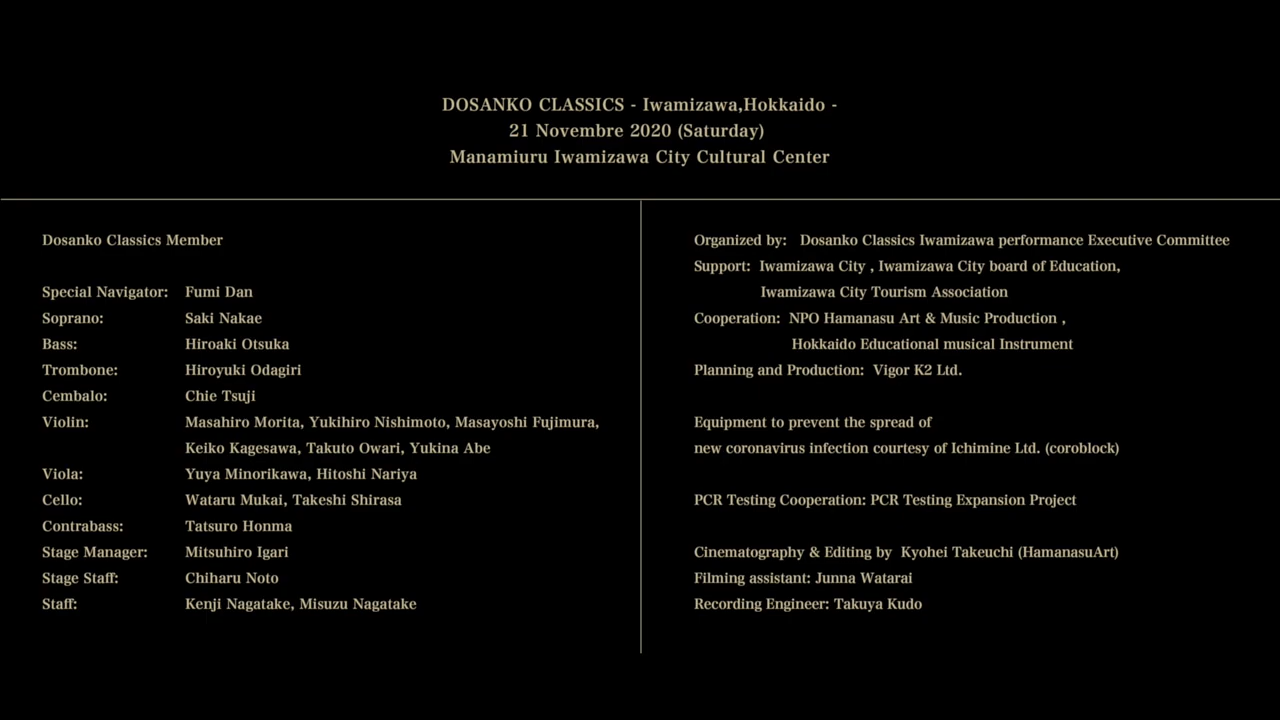 DOSANKO CLASSICS - Iwamizawa,Hokkaido -
21 Novembre 2020 (Saturday)
Manamiuru Iwamizawa City Cultural Center
Dosanko Classics Member
Special Navigator: Fumi Dan
Soprano: Saki Nakae
Bass: Hiroaki Otsuka
Trombone: Hiroyuki Odagiri
Cembalo: Chie Tsuji
Violin: Masahiro Morita, Yukihiro Nishimoto, Masayoshi Fujimura,
Keiko Kagesawa, Takuto Owari, Yukina Abe
Viola: Yuya Minorikawa, Hitoshi Nariya
Cello: Wataru Mukai, Takeshi Shirasa
Contrabass: Tatsuro Honma
Stage Manager: Mitsuhiro Igari
Stage Staff: Chiharu Noto
Staff: Kenji Nagatake, Misuzu Nagatake
Organized by: Dosanko Classics Iwamizawa performance Executive Committee
Support: Iwamizawa City , Iwamizawa City board of Education,
Iwamizawa City Tourism Association
Cooperation: NPO Hamanasu Art & Music Production ,
Hokkaido Educational musical Instrument
Planning and Production: Vigor K2 Ltd.
Equipment to prevent the spread of
new coronavirus infection courtesy of Ichimine Ltd. (coroblock)
PCR Testing Cooperation: PCR Testing Expansion Project
Cinematography & Editing by Kyohei Takeuchi (HamanasuArt)
Filming assistant: Junna Watarai
Recording Engineer: Takuya Kudo